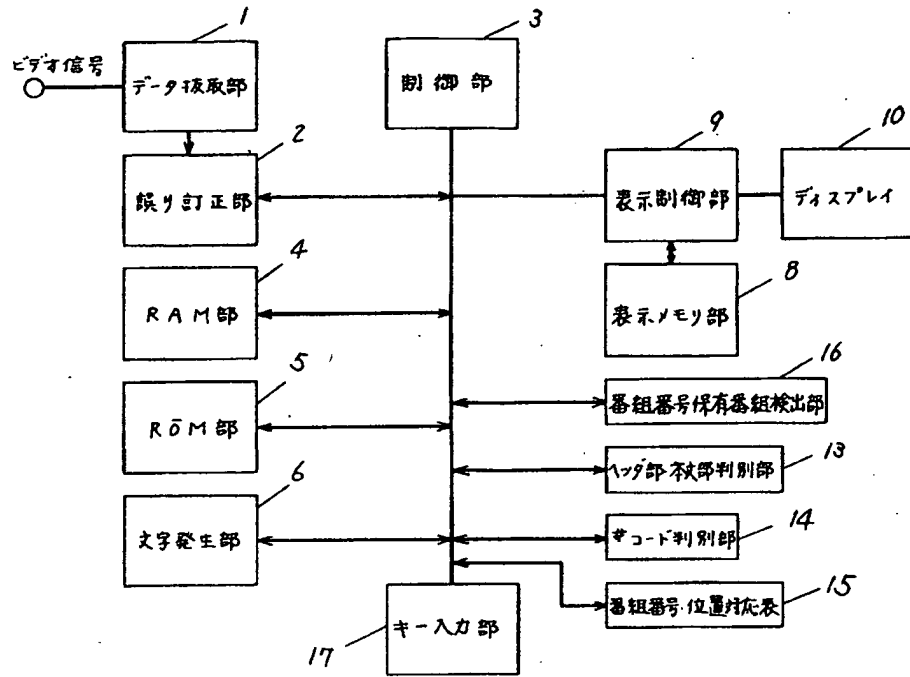 1
ビデオ信号
データ抜取部
2
誤り訂正部
3
制御部
4
RAM部
5
ROM部
6
文字発生部
17
キー入力部
9
表示制御部
10
ディスプレイ
8
表示メモリ部
16
番組番号保有番組検出部
13
ヘッダ部・本文部判別部
14
#コード判別部
15
番組番号・位置対応表